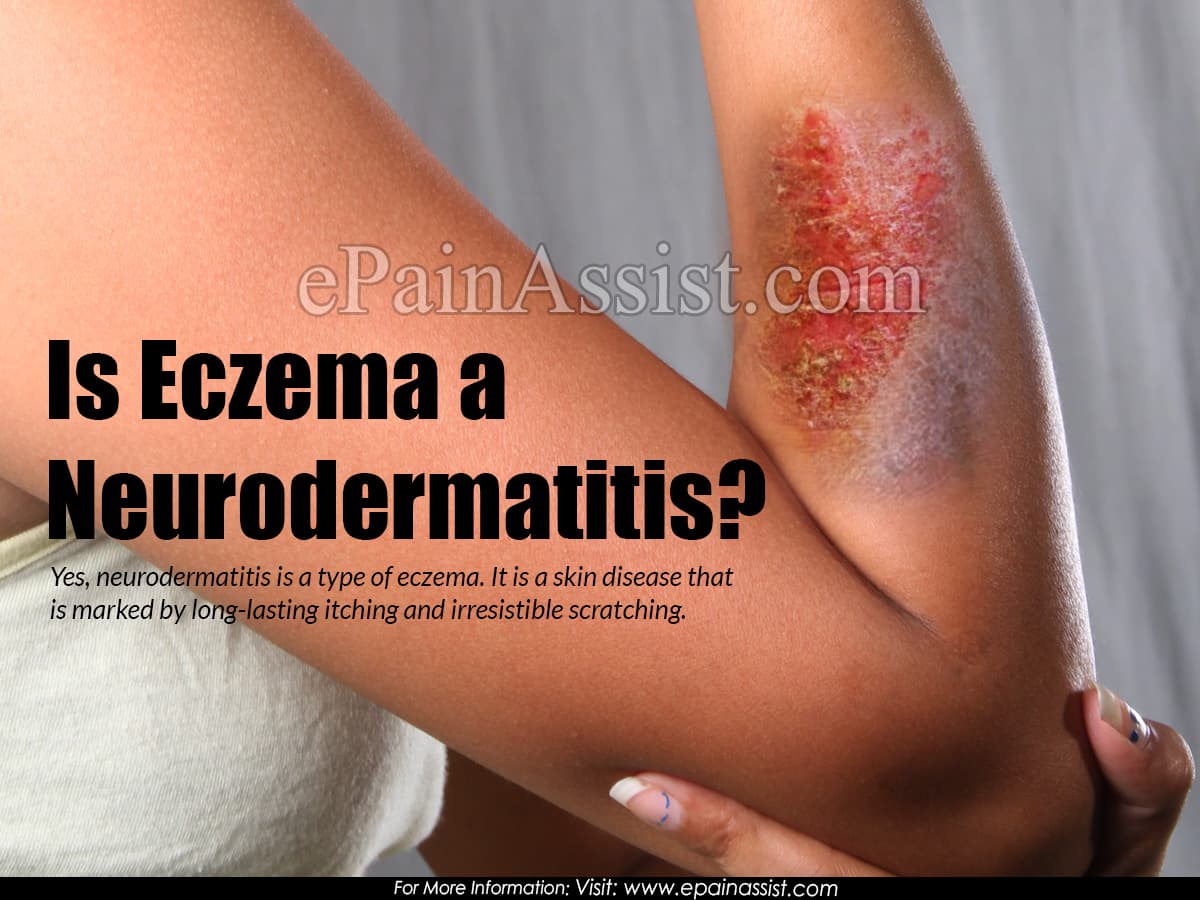 ePainAssist.com
Is Eczema a
Neurodermatitis?
Yes, neurodermatitis is a type of eczema. It is a skin disease that
is marked by long-lasting itching and irresistible scratching.
For More Information: Visit: www.epainassist.com